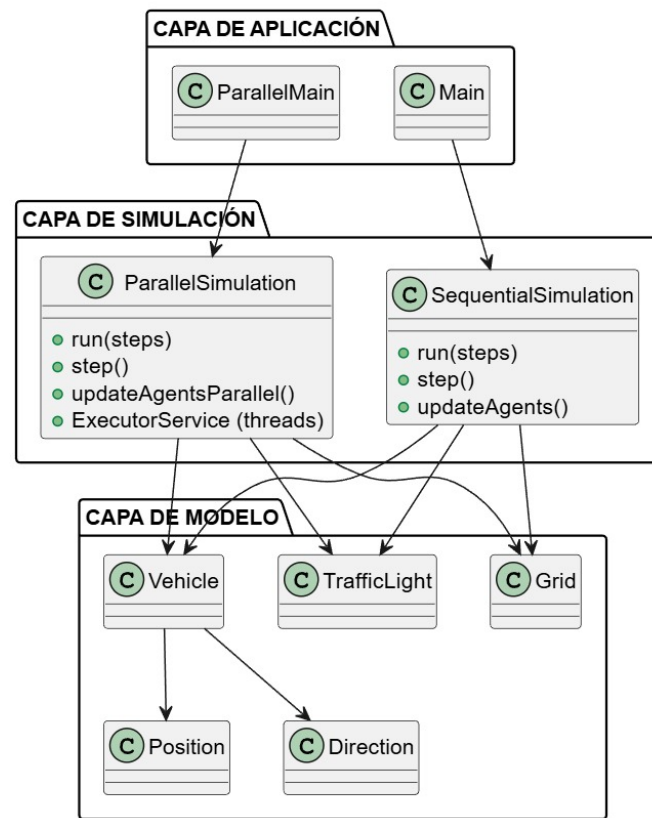 CAPA DE APLICACIÓN
C ParallelMain
C Main
CAPA DE SIMULACIÓN
C ParallelSimulation
run(steps)
step()
updateAgentsParallel()
ExecutorService (threads)
C SequentialSimulation
run(steps)
step()
updateAgents()
CAPA DE MODELO
C Vehicle
C TrafficLight
C Grid
C Position
C Direction